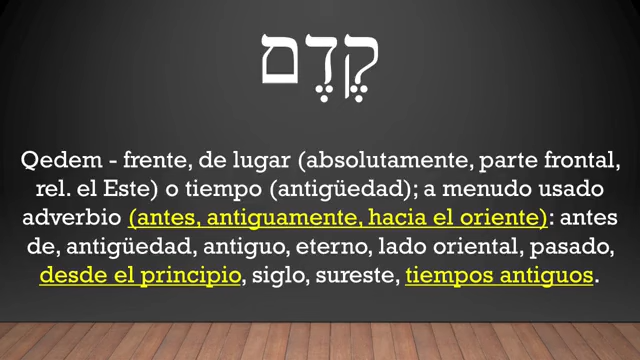 קֶדֶם
Qedem - frente, de lugar (absolutamente, parte frontal,
rel. el Este) o tiempo (antigüedad); a menudo usado
adverbio (antes, antiguamente, hacia el oriente): antes
de, antigüedad, antiguo, eterno, lado oriental, pasado,
desde el principio, siglo, sureste, tiempos antiguos.